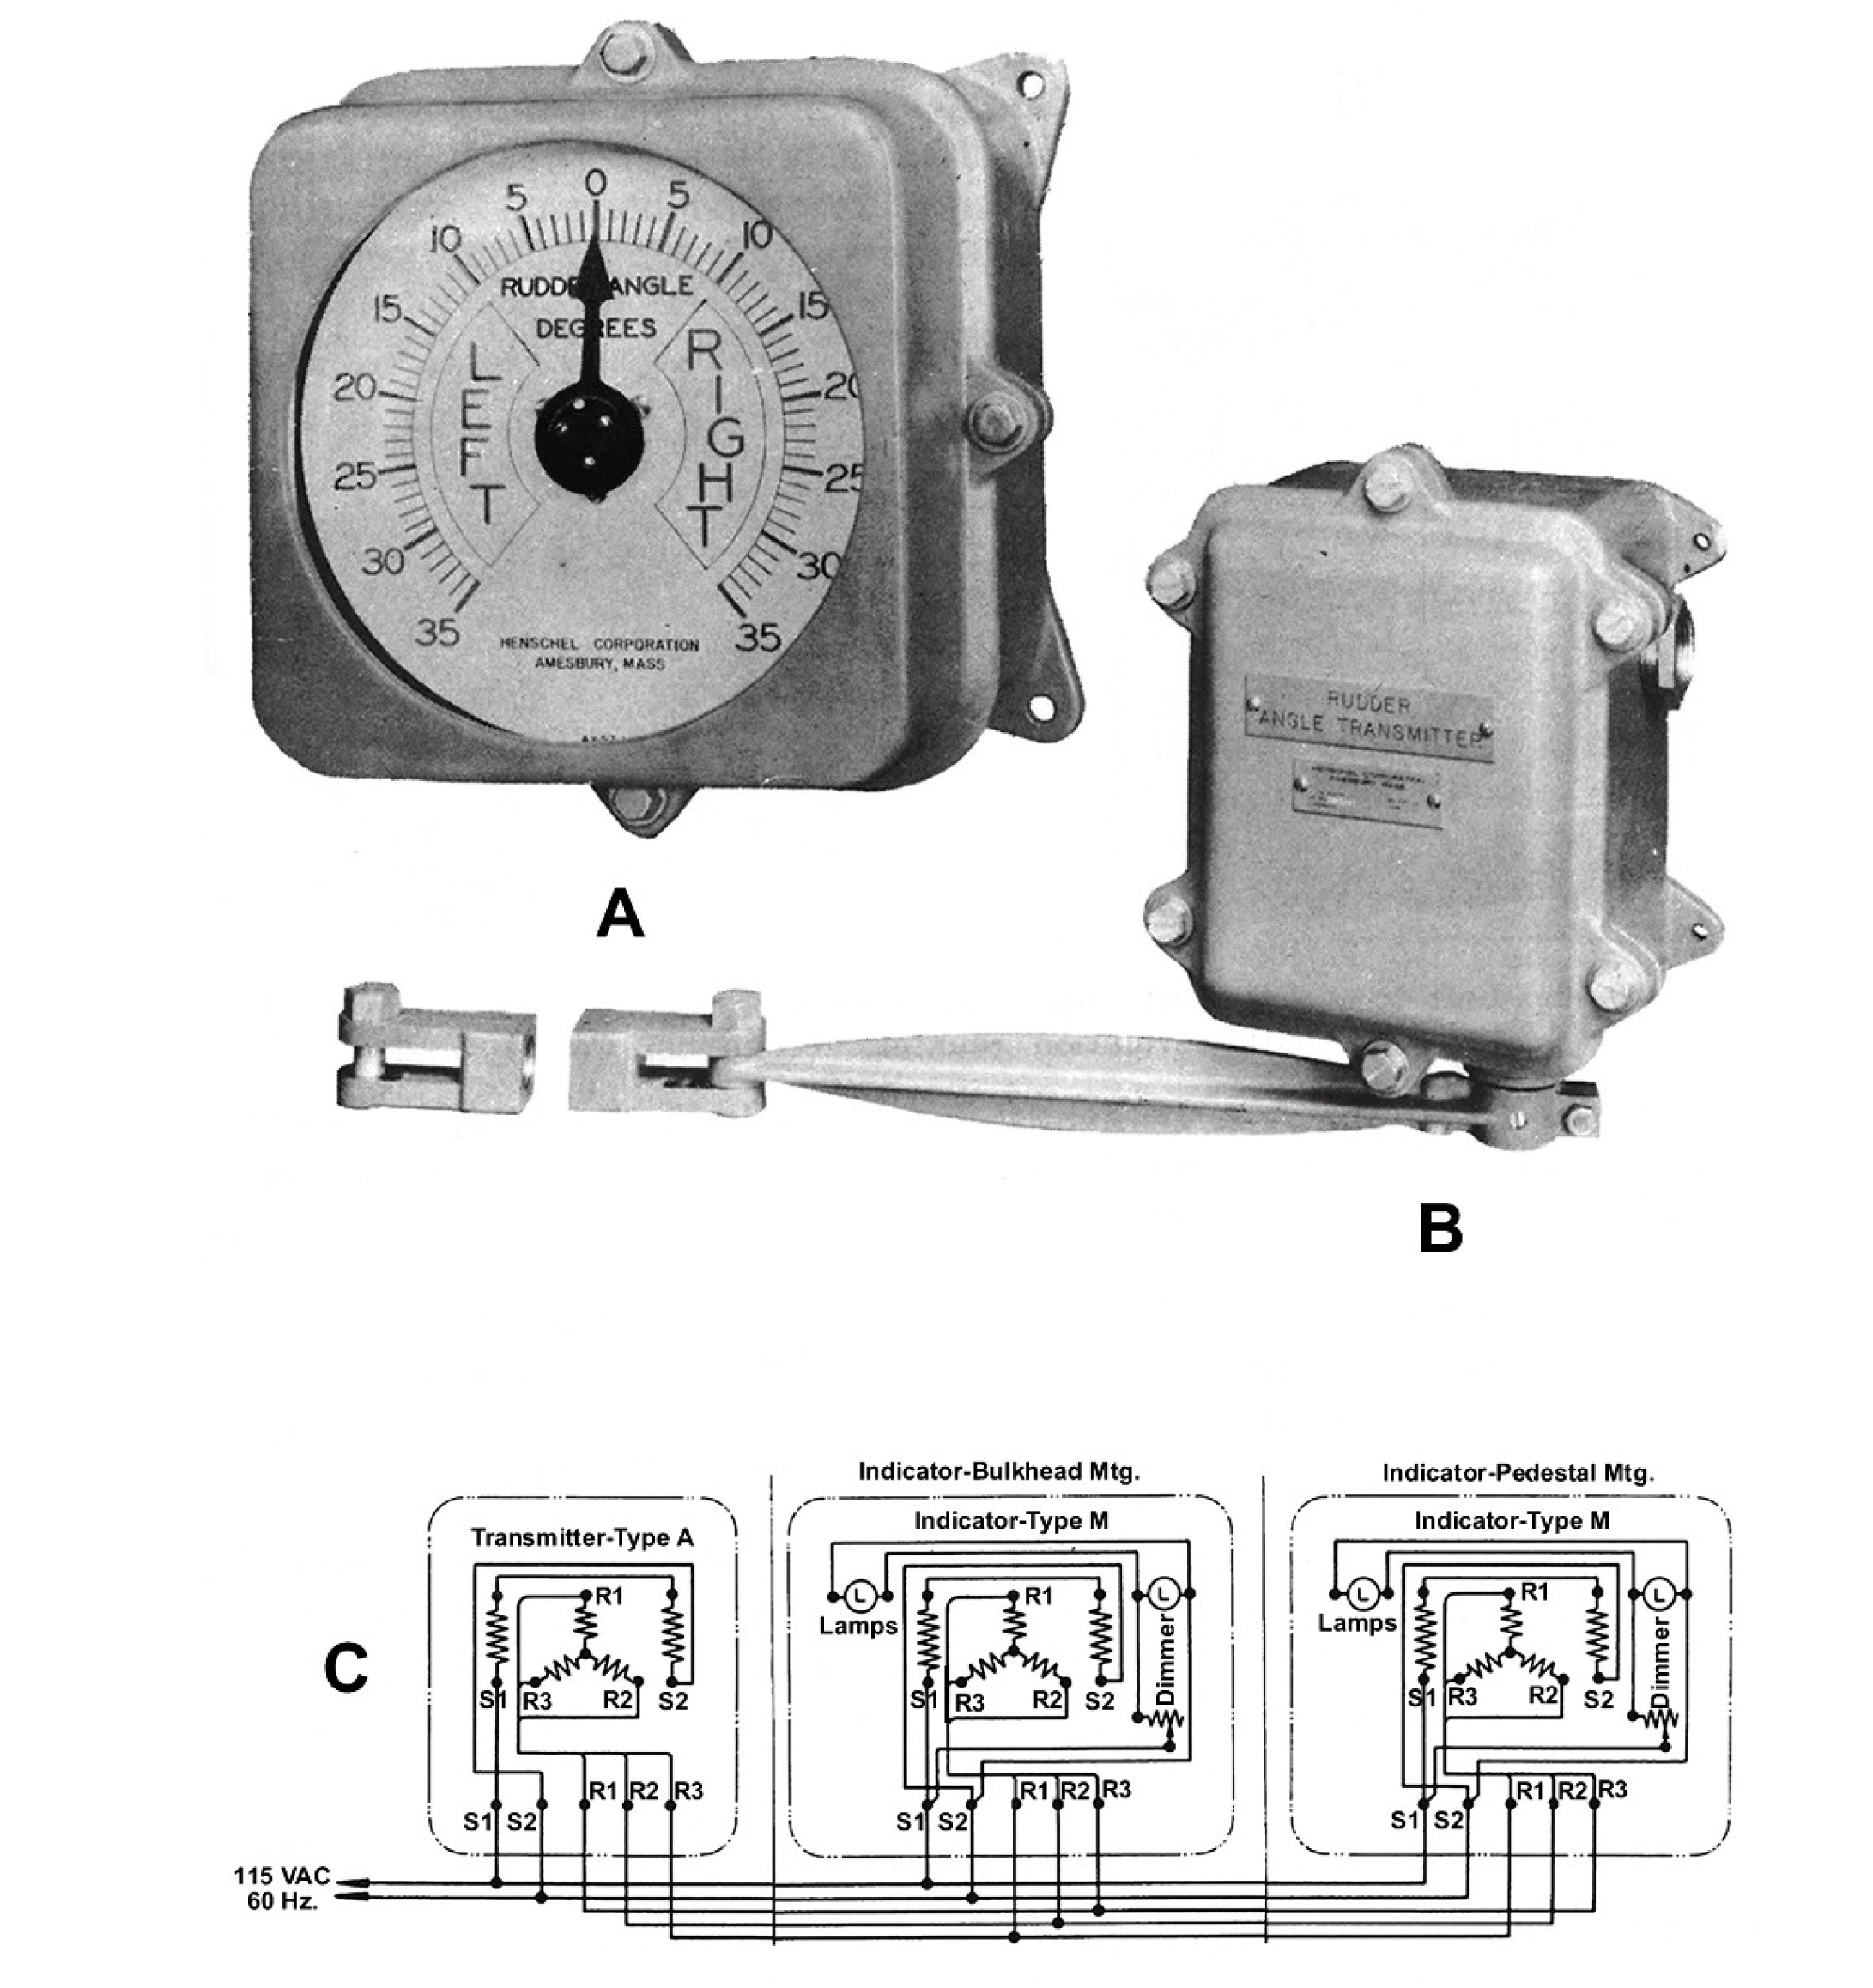 0
5 5
10 10
RUDDER ANGLE
DEGREES
15 15
LEFT RIGHT
20 20
25 25
30 30
35 35
HENSCHEL CORPORATION
AMESBURY, MASS
A
RUDDER
ANGLE TRANSMITTER
HENSCHEL CORPORATION
AMESBURY MASS
B
Indicator-Bulkhead Mtg. Indicator-Pedestal Mtg.
Transmitter-Type A Indicator-Type M Indicator-Type M
R1 L R1 L L R1 L
Lamps Lamps
C
Dimmer Dimmer
S1 R3 R2 S2 S1 R3 R2 S2 S1 R3 R2 S2
R1 R2 R3 R1 R2 R3 R1 R2 R3
S1 S2 S1 S2 S1 S2
115 VAC
60 Hz.